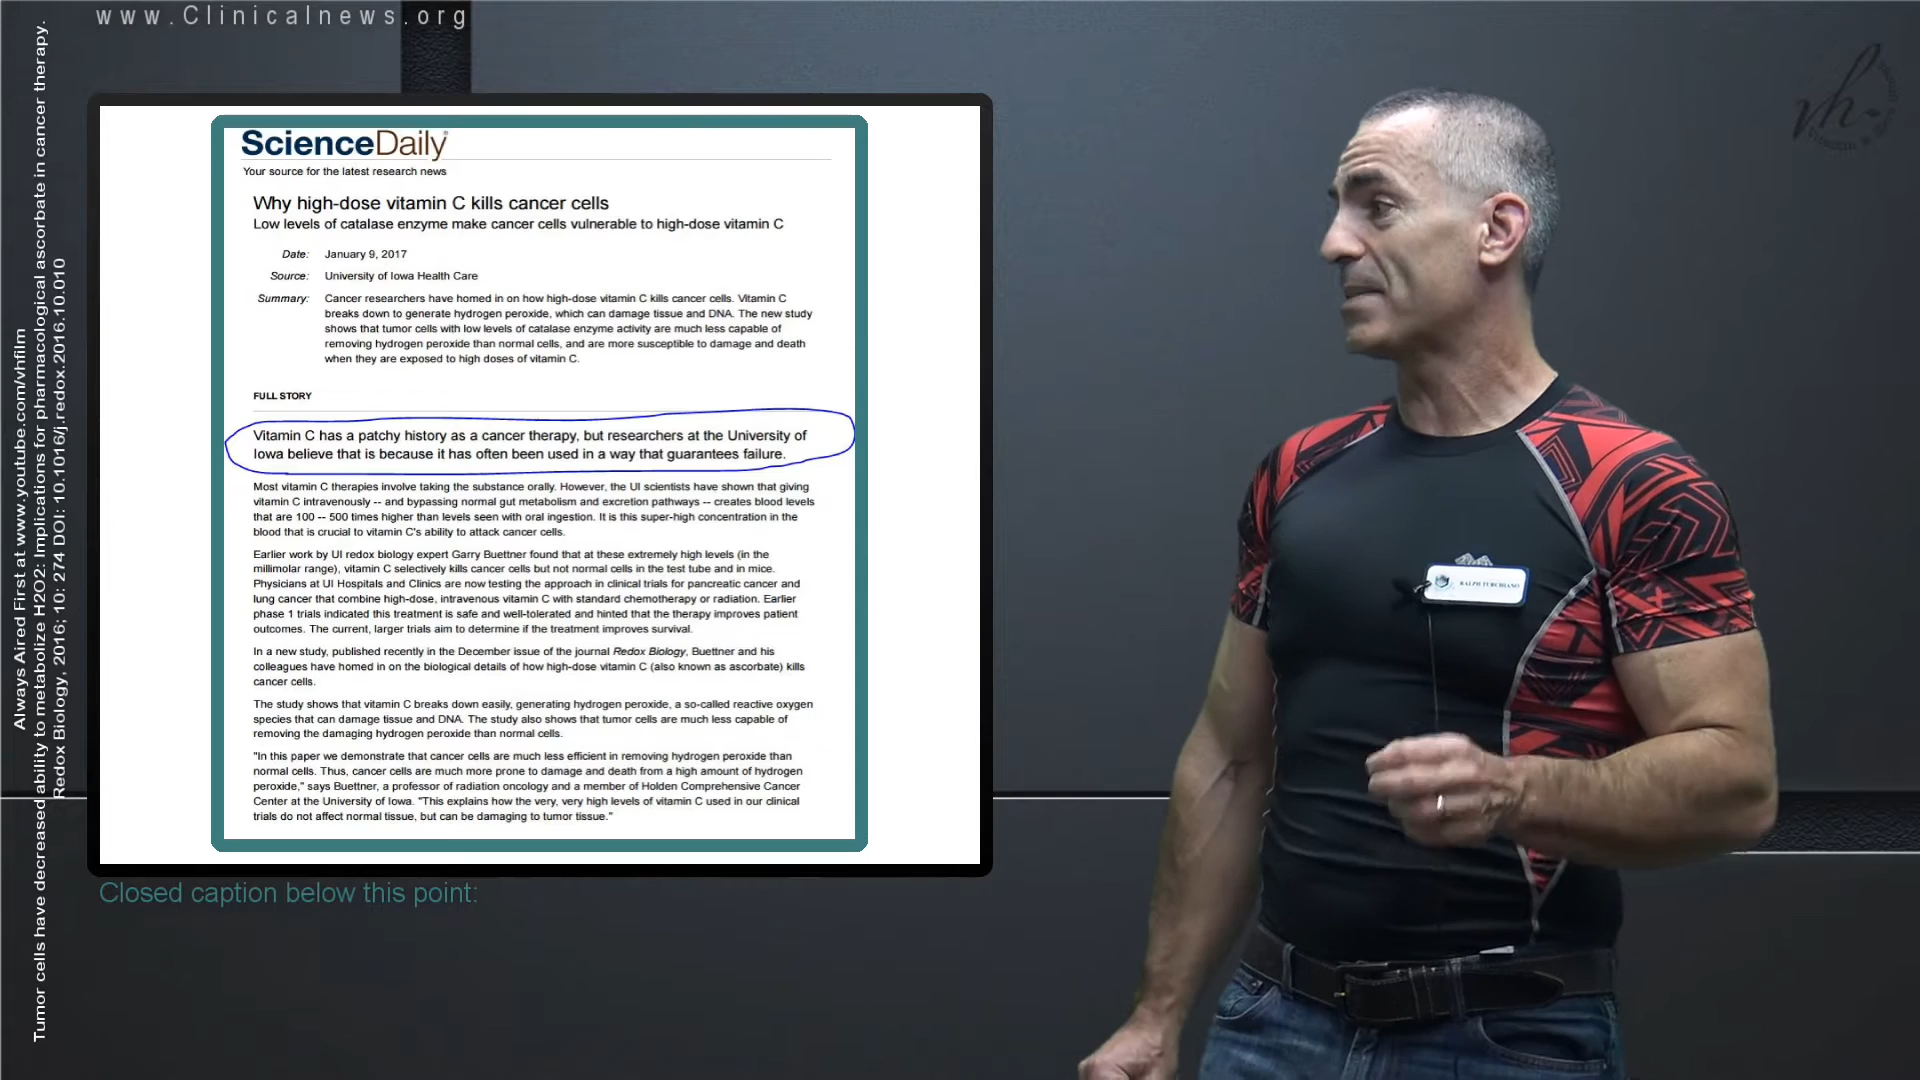 www.Clinicalnews.org
Always Aired First at www.youtube.com/vhfilm
Tumor cells have decreased ability to metabolize H2O2: Implications for pharmacological ascorbate in cancer therapy.
Redox Biology, 2016; 10: 274 DOI: 10.1016/j.redox.2016.10.010
ScienceDaily
Your source for the latest research news
Why high-dose vitamin C kills cancer cells
Low levels of catalase enzyme make cancer cells vulnerable to high-dose vitamin C
Date: January 9, 2017
Source: University of Iowa Health Care
Summary: Cancer researchers have homed in on how high-dose vitamin C kills cancer cells. Vitamin C
breaks down to generate hydrogen peroxide, which can damage tissue and DNA. The new study
shows that tumor cells with low levels of catalase enzyme activity are much less capable of
removing hydrogen peroxide than normal cells, and are more susceptible to damage and death
when they are exposed to high doses of vitamin C.
FULL STORY
Vitamin C has a patchy history as a cancer therapy, but researchers at the University of
Iowa believe that is because it has often been used in a way that guarantees failure.
Most vitamin C therapies involve taking the substance orally. However, the UI scientists have shown that giving
vitamin C intravenously -- and bypassing normal gut metabolism and excretion pathways -- creates blood levels
that are 100 -- 500 times higher than levels seen with oral ingestion. It is this super-high concentration in the
blood that is crucial to vitamin C's ability to attack cancer cells.
Earlier work by UI redox biology expert Garry Buettner found that at these extremely high levels (in the
millimolar range), vitamin C selectively kills cancer cells but not normal cells in the test tube and in mice.
Physicians at UI Hospitals and Clinics are now testing the approach in clinical trials for pancreatic cancer and
lung cancer that combine high-dose, intravenous vitamin C with standard chemotherapy or radiation. Earlier
phase 1 trials indicated this treatment is safe and well-tolerated and hinted that the therapy improves patient
outcomes. The current, larger trials aim to determine if the treatment improves survival.
In a new study, published recently in the December issue of the journal Redox Biology, Buettner and his
colleagues have homed in on the biological details of how high-dose vitamin C (also known as ascorbate) kills
cancer cells.
The study shows that vitamin C breaks down easily, generating hydrogen peroxide, a so-called reactive oxygen
species that can damage tissue and DNA. The study also shows that tumor cells are much less capable of
removing the damaging hydrogen peroxide than normal cells.
"In this paper we demonstrate that cancer cells are much less efficient in removing hydrogen peroxide than
normal cells. Thus, cancer cells are much more prone to damage and death from a high amount of hydrogen
peroxide," says Buettner, a professor of radiation oncology and a member of Holden Comprehensive Cancer
Center at the University of Iowa. "This explains how the very, very high levels of vitamin C used in our clinical
trials do not affect normal tissue, but can be damaging to tumor tissue."
Closed caption below this point:
RALPH TURCHIANO
vh